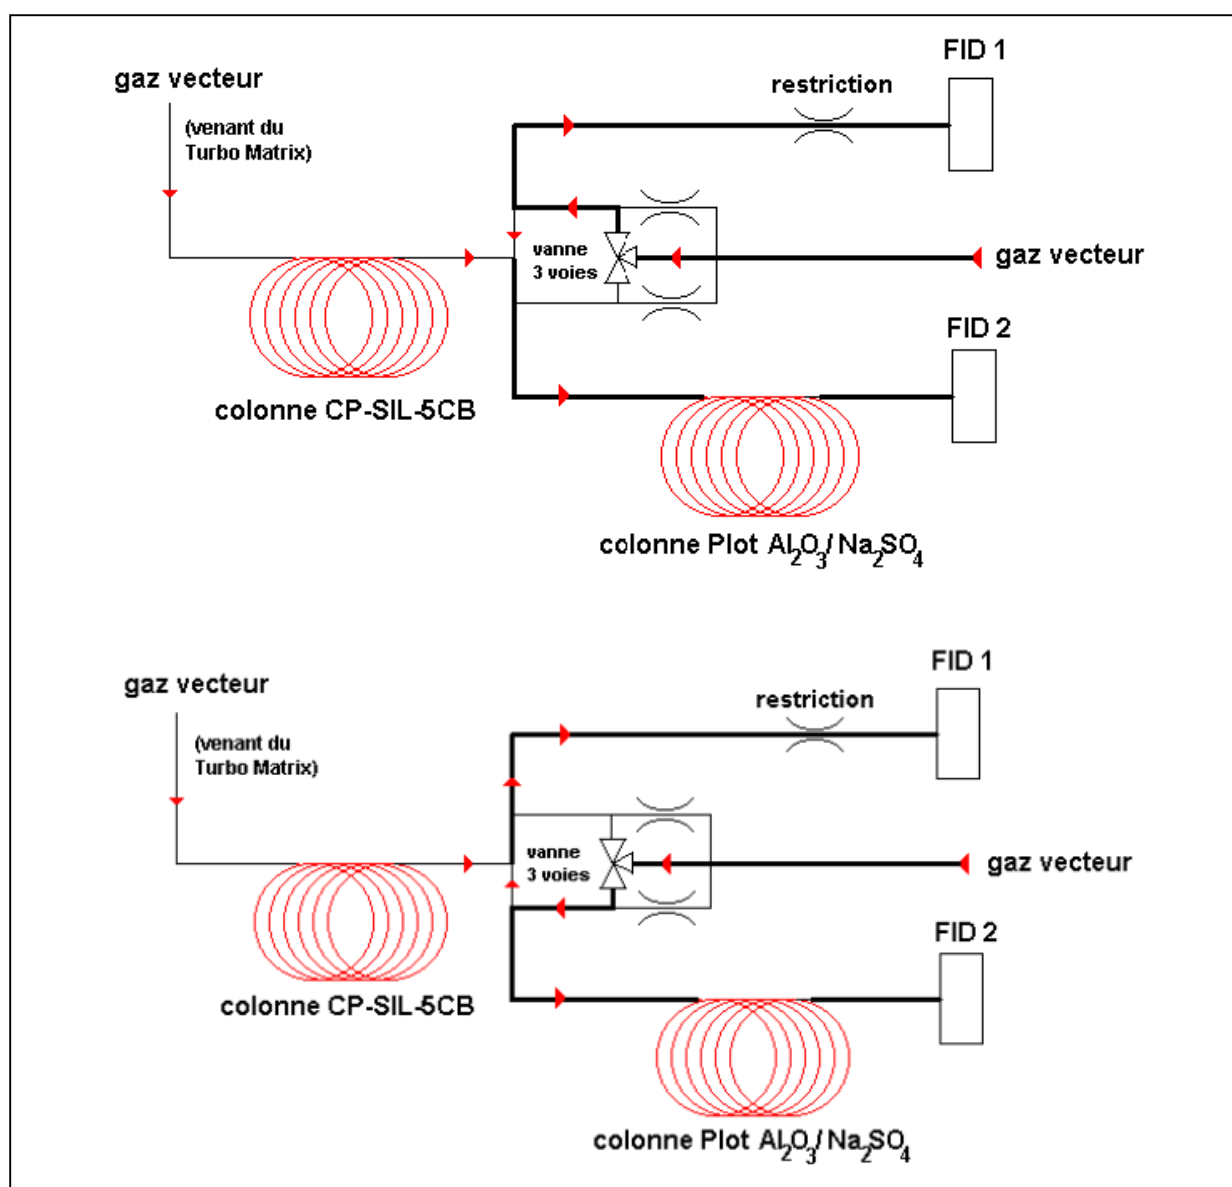 FID 1
gaz vecteur
restriction
(venant du
Turbo Matrix)
vanne
3 voies
gaz vecteur
FID 2
colonne CP-SIL-5CB
colonne Plot Al2O3/ Na2SO4
FID 1
gaz vecteur
restriction
(venant du
Turbo Matrix)
vanne
3 voies
gaz vecteur
FID 2
colonne CP-SIL-5CB
colonne Plot Al2O3/ Na2SO4